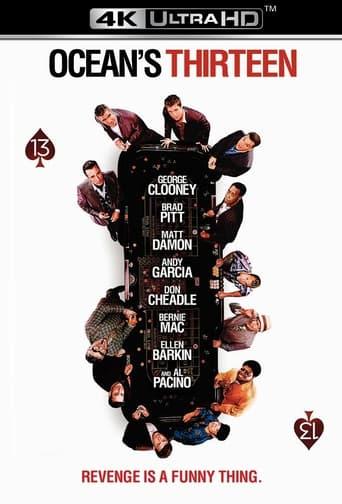 4K ULTRA HD™
OCEAN'S THIRTEEN
13
GEORGE
CLOONEY
BRAD
PITT
MATT
DAMON
ANDY
GARCIA
DON
CHEADLE
BERNIE
MAC
ELLEN
BARKIN
AND AL
PACINO
13
REVENGE IS A FUNNY THING.